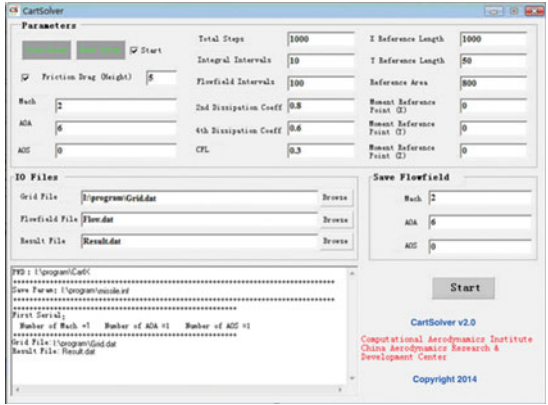 CartSolver
Parameters
Start
Friction Drag (Height) 5
Mach 2
AOA 6
AOS 0
Total Steps 1000
Integral Intervals 10
Flowfield Intervals 100
2nd Dissipation Coeff 0.8
4th Dissipation Coeff 0.6
CFL 0.3
X Reference Length 1000
Y Reference Length 50
Reference Area 800
Moment Reference
Point (X) 0
Moment Reference
Point (Y) 0
Moment Reference
Point (Z) 0
IO Files
Grid File I:\program\Grid.dat Browse
Flowfield File Flow.dat Browse
Result File Result.dat Browse
Save Flowfield
Mach 2
AOA 6
AOS 0
PWD : I:\program\CartX
Save Param: I:\program\missile.inf
First Serial;
Number of Mach =1 Number of AOA =1 Number of AOS =1
Grid File: I:\program\Grid.dat
Result File: Result.dat
Start
CartSolver v2.0
Computational Aerodynamics Institute
China Aerodynamics Research &
Development Center
Copyright 2014